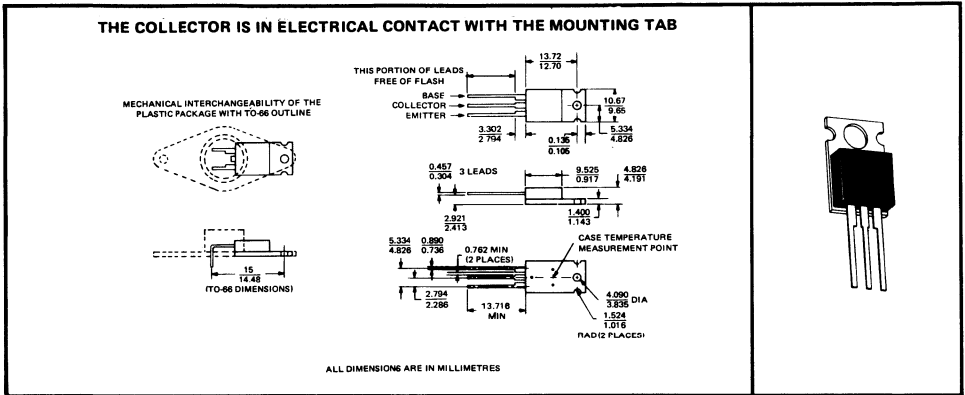 THE COLLECTOR IS IN ELECTRICAL CONTACT WITH THE MOUNTING TAB
13.72
12.70
THIS PORTION OF LEADS
FREE OF FLASH
BASE
COLLECTOR
EMITTER
10.67
9.65
MECHANICAL INTERCHANGEABILITY OF THE
PLASTIC PACKAGE WITH TO-66 OUTLINE
3.302
2.794
0.135
0.105
5.334
4.826
0.457
0.304
3 LEADS
9.525
0.917
4.826
4.191
2.921
2.413
1.400
1.143
5.334
4.826
0.890
0.736
0.762 MIN
(2 PLACES)
CASE TEMPERATURE
MEASUREMENT POINT
15
14.48
(TO-66 DIMENSIONS)
2.794
2.286
13.716
MIN
4.090
3.835
DIA
1.524
1.016
RAD(2 PLACES)
ALL DIMENSIONS ARE IN MILLIMETRES